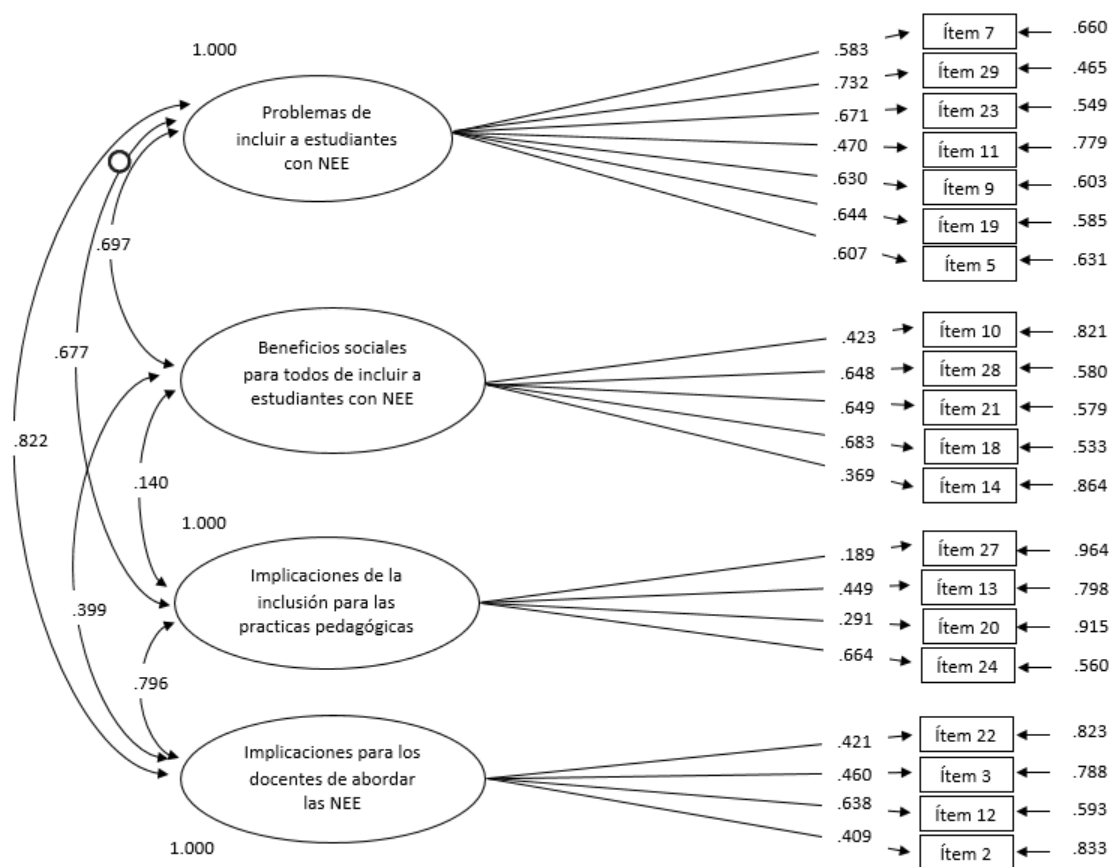 1.000
Problemas de
incluir a estudiantes
con NEE
.583
.732
.671
.470
.630
.644
.607
Ítem 7
Ítem 29
Ítem 23
Ítem 11
Ítem 9
Ítem 19
Ítem 5
.660
.465
.549
.779
.603
.585
.631
.697
.677
.822
.140
.399
.796
Beneficios sociales
para todos de incluir a
estudiantes con NEE
.423
.648
.649
.683
.369
Ítem 10
Ítem 28
Ítem 21
Ítem 18
Ítem 14
.821
.580
.579
.533
.864
1.000
Implicaciones de la
inclusión para las
practicas pedagógicas
.189
.449
.291
.664
Ítem 27
Ítem 13
Ítem 20
Ítem 24
.964
.798
.915
.560
Implicaciones para los
docentes de abordar
las NEE
1.000
.421
.460
.638
.409
Ítem 22
Ítem 3
Ítem 12
Ítem 2
.823
.788
.593
.833